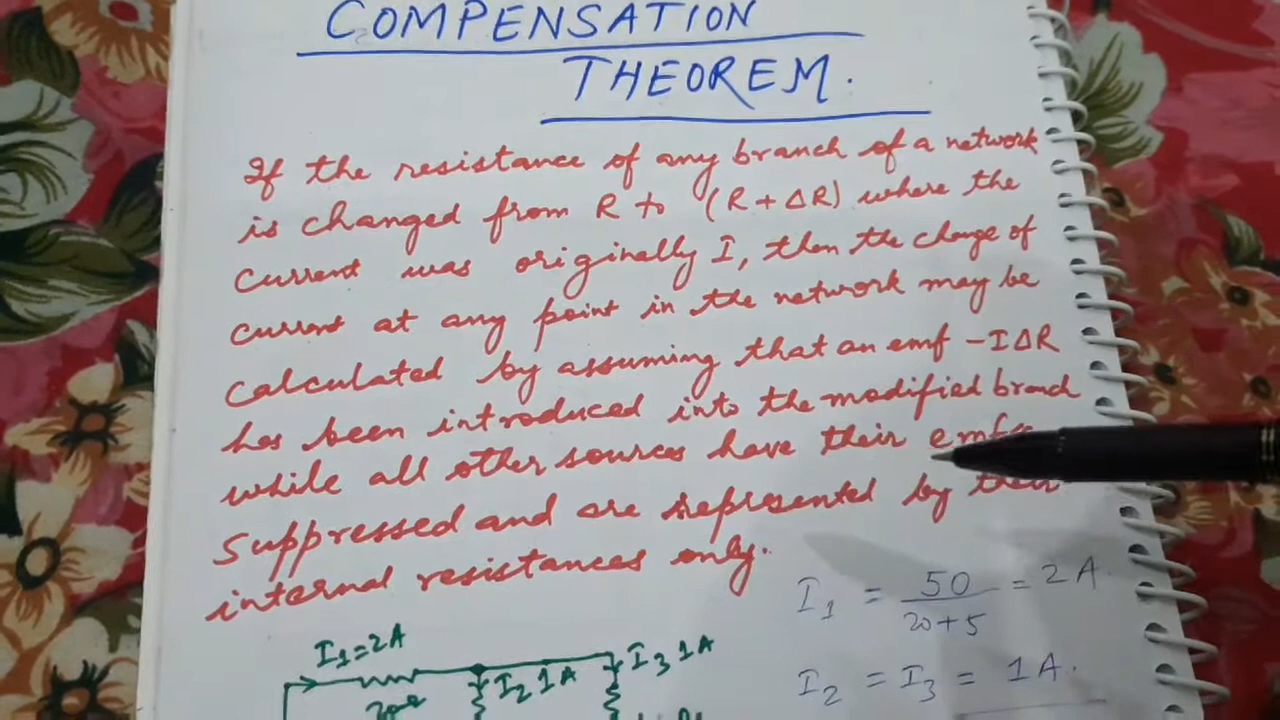 COMPENSATION
THEOREM.
If the resistance of any branch of a network
is changed from R to (R + ΔR) where the
current was originally I, then the change of
current at any point in the network may be
calculated by assuming that an emf -IΔR
has been introduced into the modified branch
while all other sources have their
suppressed and are represented by their
internal resistances only.
I₁ = 50/(20+5) = 2A
I₂ = I₃ = 1A.
I₁=2A
I₂ 1A
I₃ 1A